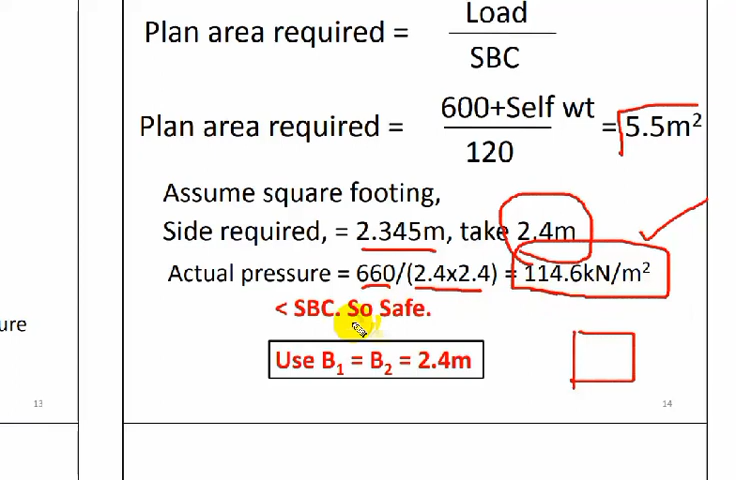 Plan area required = Load
SBC
Plan area required = 600+Self wt = 5.5m²
120
Assume square footing,
Side required, = 2.345m, take 2.4m
Actual pressure = 660/(2.4x2.4) = 114.6kN/m²
< SBC. So Safe.
ure
Use B₁ = B₂ = 2.4m
13
14